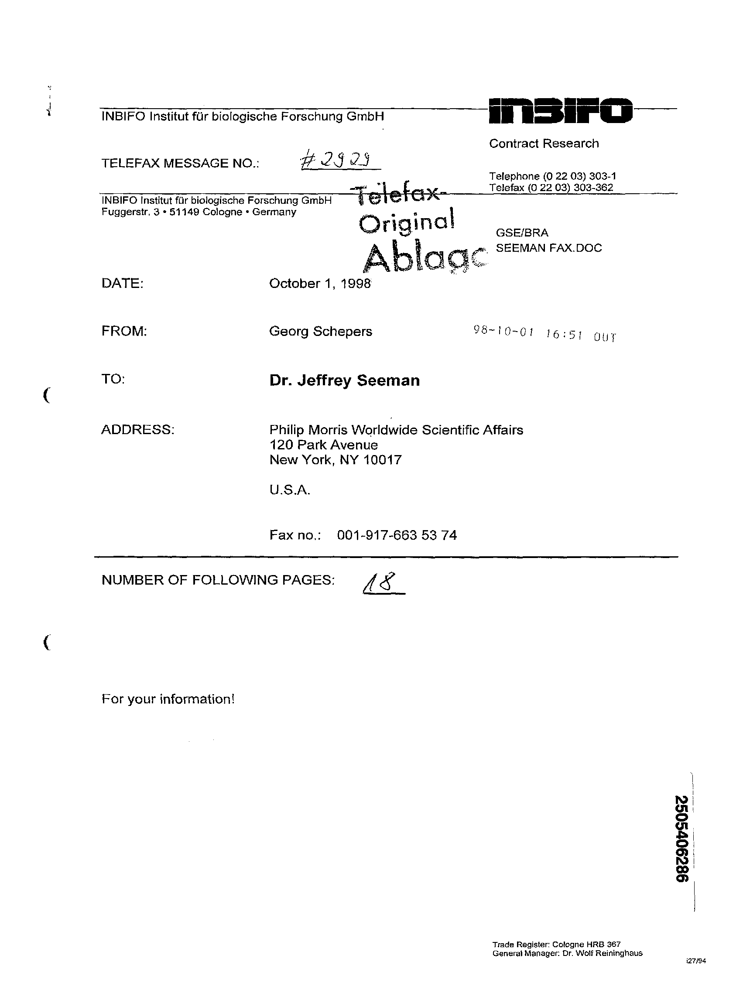 INBIFO Institut für biologische Forschung GmbH
INBIFO
Contract Research
TELEFAX MESSAGE NO.: #2929
Telephone (0 22 03) 303-1
Telefax (0 22 03) 303-362
INBIFO Institut für biologische Forschung GmbH
Fuggerstr. 3 • 51149 Cologne • Germany
Telefax-
Original
Ablage
GSE/BRA
SEEMAN FAX.DOC
DATE: October 1, 1998
FROM: Georg Schepers
98-10-01 16:51 OUT
TO: Dr. Jeffrey Seeman
ADDRESS: Philip Morris Worldwide Scientific Affairs
120 Park Avenue
New York, NY 10017
U.S.A.
Fax no.: 001-917-663 53 74
NUMBER OF FOLLOWING PAGES: 18
For your information!
2505406286
Trade Register: Cologne HRB 367
General Manager: Dr. Wolf Reininghaus
i27/94